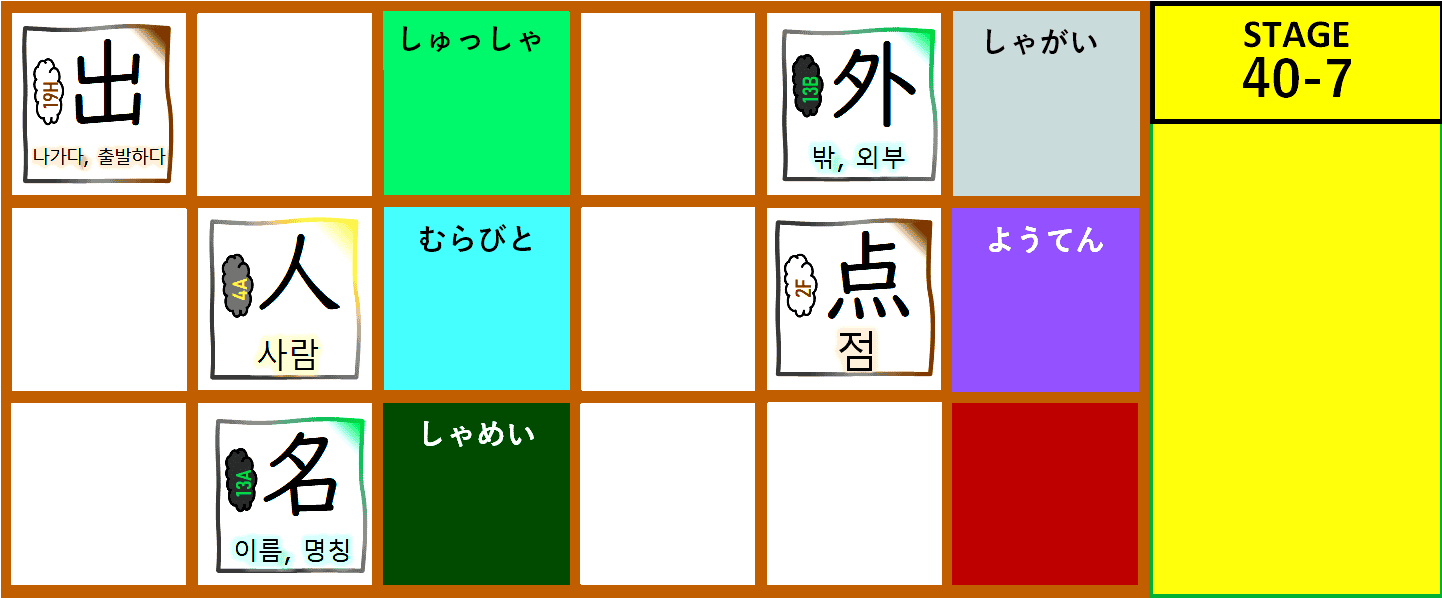 19H
出
나가다, 출발하다
しゅっしゃ
13B
外
밖, 외부
しゃがい
STAGE
40-7
4A
人
사람
むらびと
2F
点
점
ようてん
13A
名
이름, 명칭
しゃめい